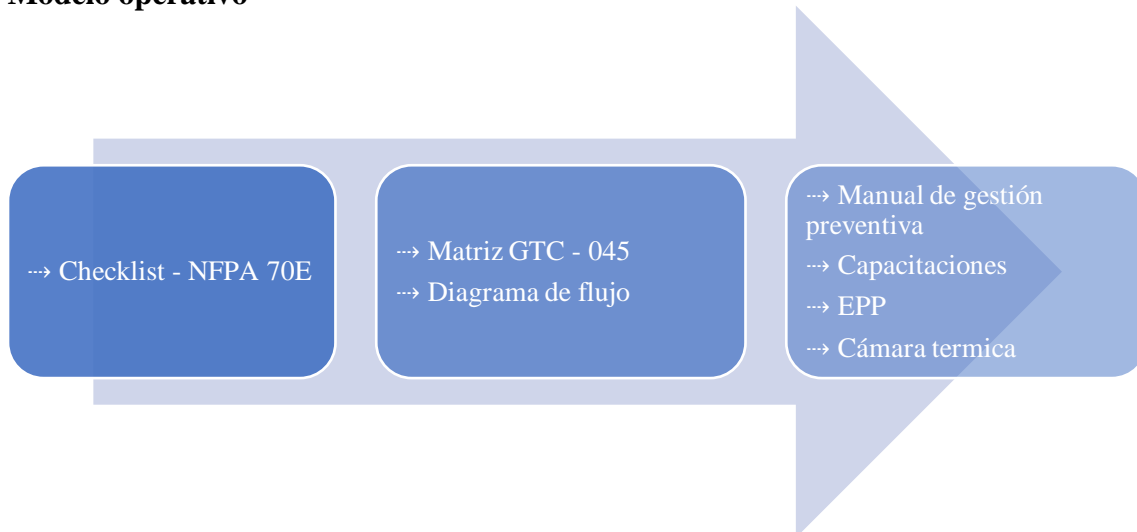 Modelo operativo
⤑ Checklist - NFPA 70E
⤑ Matriz GTC - 045
⤑ Diagrama de flujo
⤑ Manual de gestión
preventiva
⤑ Capacitaciones
⤑ EPP
⤑ Cámara termica